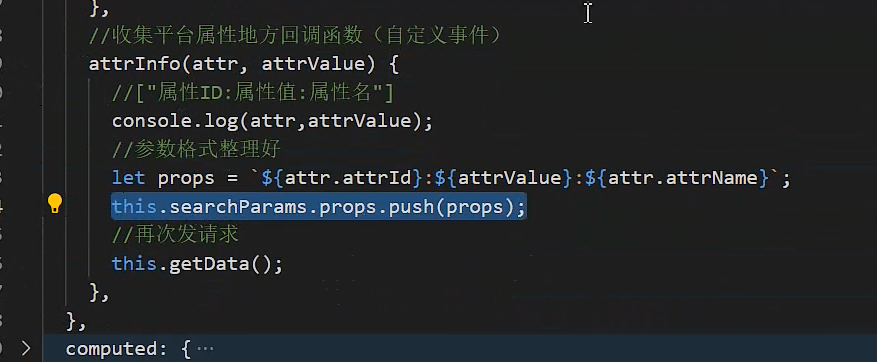 },
//收集平台属性地方回调函数（自定义事件）
attrInfo(attr, attrValue) {
//["属性ID:属性值:属性名"]
console.log(attr,attrValue);
//参数格式整理好
let props = `${attr.attrId}:${attrValue}:${attr.attrName}`;
this.searchParams.props.push(props);
//再次发请求
this.getData();
},
},
computed: { ···